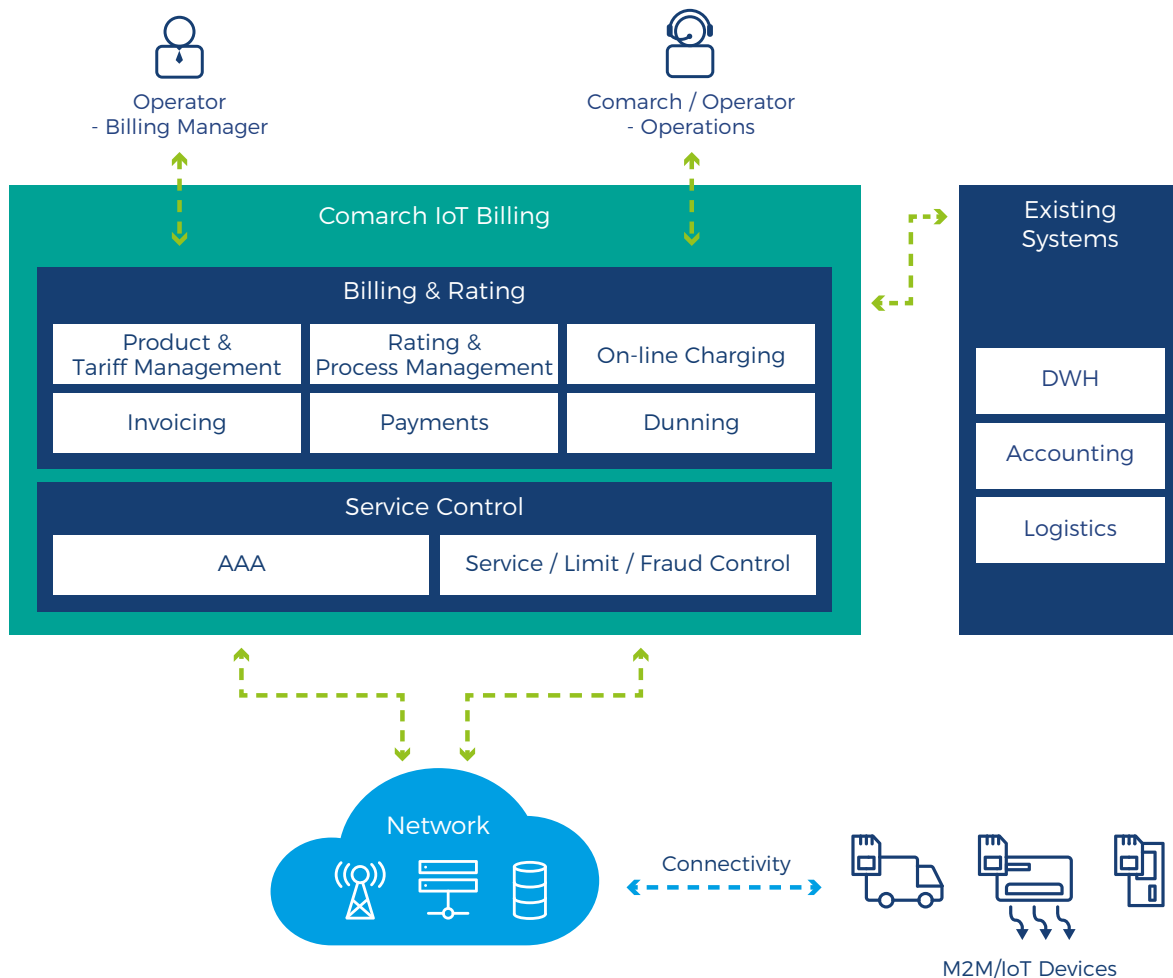 Operator
- Billing Manager
Comarch / Operator
- Operations
Comarch IoT Billing
Billing & Rating
Product &
Tariff Management
Rating &
Process Management
On-line Charging
Invoicing
Payments
Dunning
Service Control
AAA
Service / Limit / Fraud Control
Existing
Systems
DWH
Accounting
Logistics
Network
Connectivity
M2M/IoT Devices